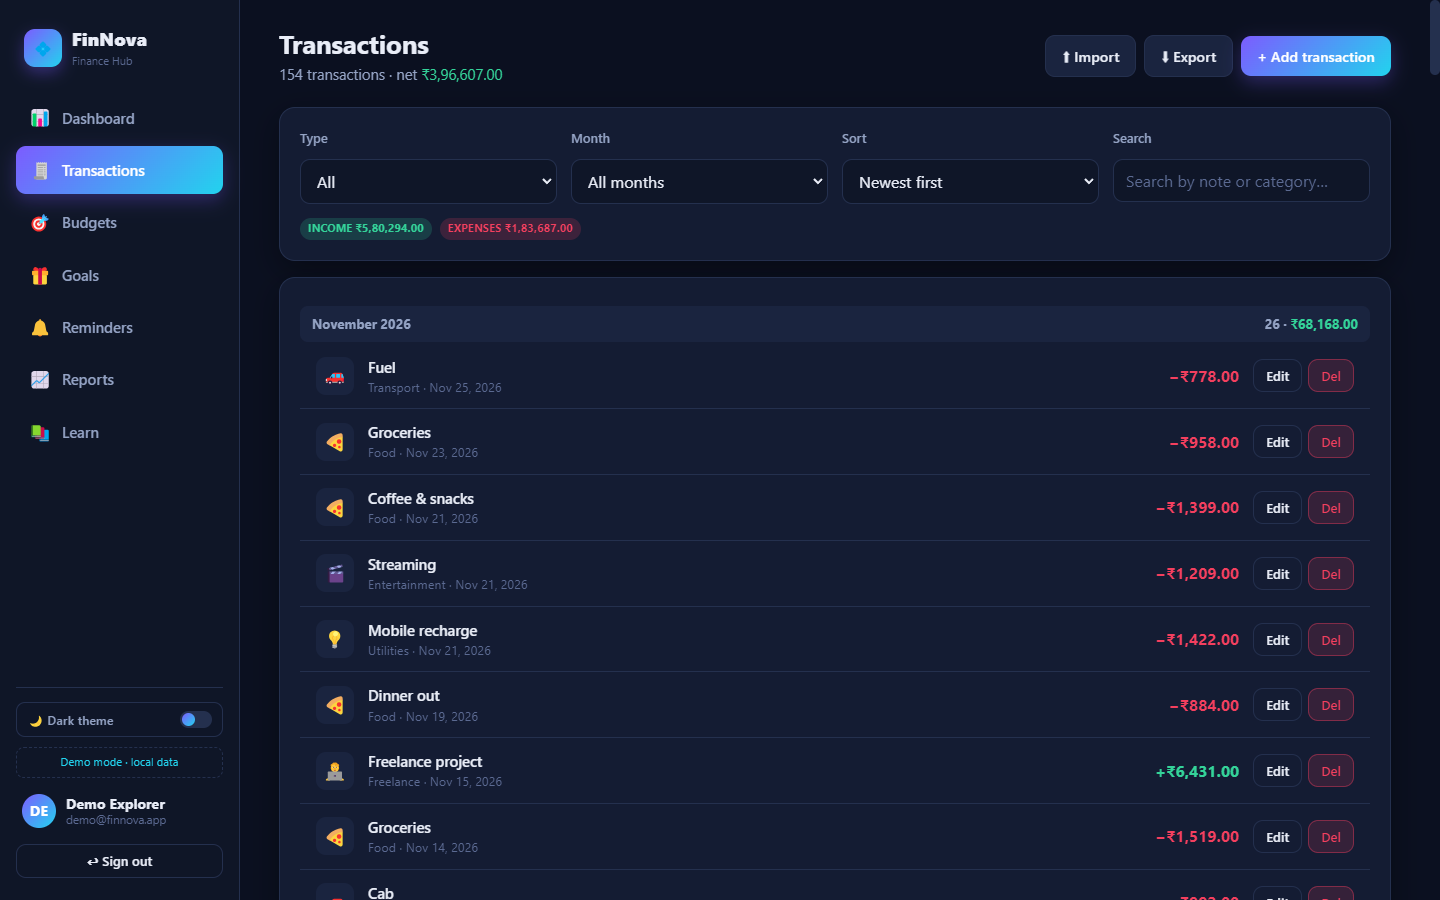 FinNova
Finance Hub
Dashboard
Transactions
Budgets
Goals
Reminders
Reports
Learn
Dark theme
Demo mode · local data
DE
Demo Explorer
demo@finnova.app
↩ Sign out
Transactions
154 transactions · net ₹3,96,607.00
⬆ Import
⬇ Export
+ Add transaction
Type
Month
Sort
Search
All
All months
Newest first
Search by note or category...
INCOME ₹5,80,294.00
EXPENSES ₹1,83,687.00
November 2026
26 · ₹68,168.00
Fuel
Transport · Nov 25, 2026
−₹778.00
Edit
Del
Groceries
Food · Nov 23, 2026
−₹958.00
Edit
Del
Coffee & snacks
Food · Nov 21, 2026
−₹1,399.00
Edit
Del
Streaming
Entertainment · Nov 21, 2026
−₹1,209.00
Edit
Del
Mobile recharge
Utilities · Nov 21, 2026
−₹1,422.00
Edit
Del
Dinner out
Food · Nov 19, 2026
−₹884.00
Edit
Del
Freelance project
Freelance · Nov 15, 2026
+₹6,431.00
Edit
Del
Groceries
Food · Nov 14, 2026
−₹1,519.00
Edit
Del
Cab